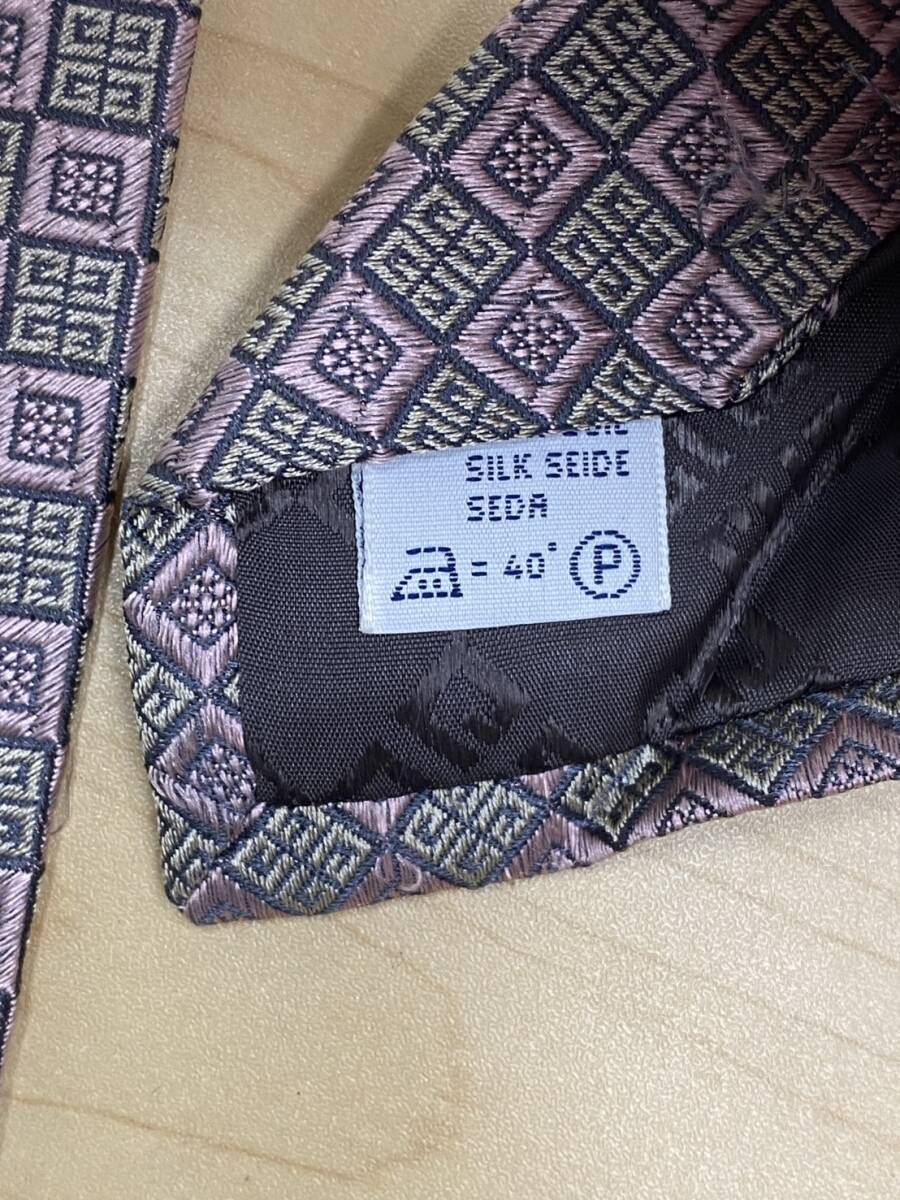 SILK SEIDE
SEDA
= 40° P